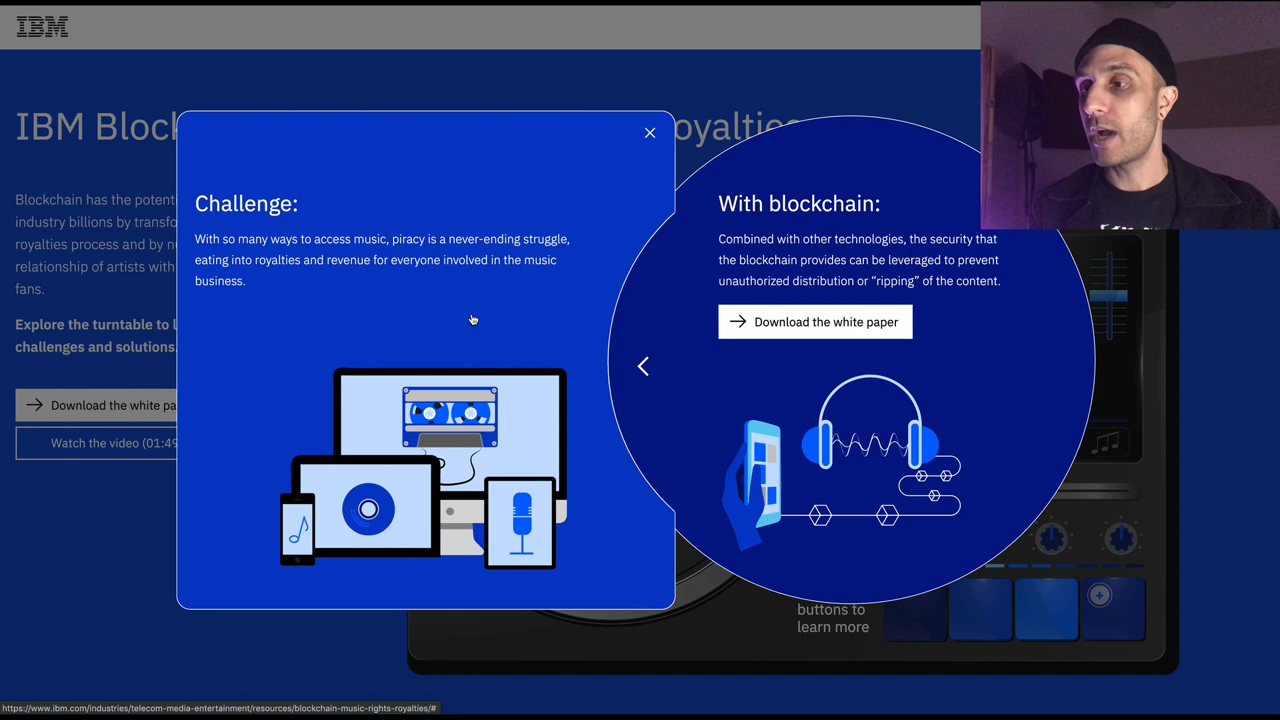 IBM
IBM Block
oyalties
Blockchain has the potenti
industry billions by transfo
royalties process and by nu
relationship of artists with
fans.
Explore the turntable to l
challenges and solutions.
Download the white pa
Watch the video (01:49
Challenge:
With so many ways to access music, piracy is a never-ending struggle,
eating into royalties and revenue for everyone involved in the music
business.
With blockchain:
Combined with other technologies, the security that
the blockchain provides can be leveraged to prevent
unauthorized distribution or “ripping” of the content.
Download the white paper
buttons to
learn more
https://www.ibm.com/industries/telecom-media-entertainment/resources/blockchain-music-rights-royalties/#